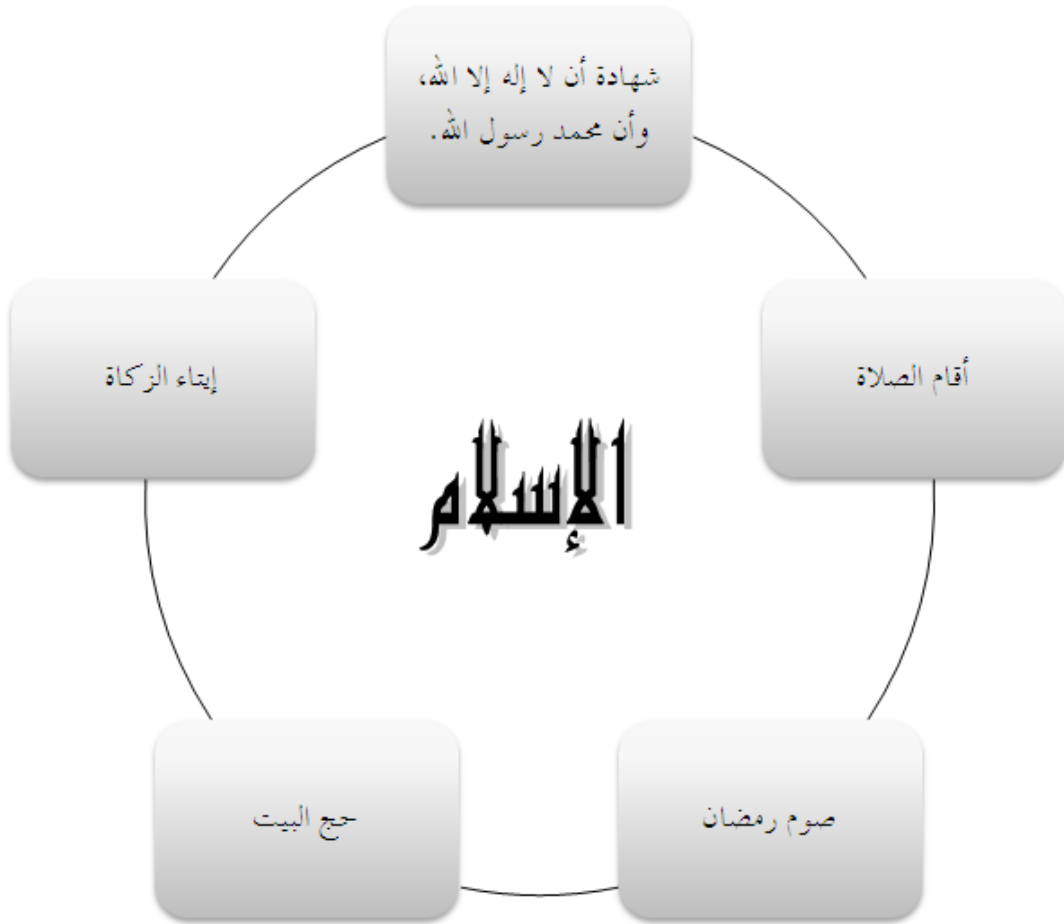 شهادة أن لا إله إلا الله،
وأن محمد رسول الله.
أقام الصلاة
إيتاء الزكاة
الإسلام
صوم رمضان
حج البيت